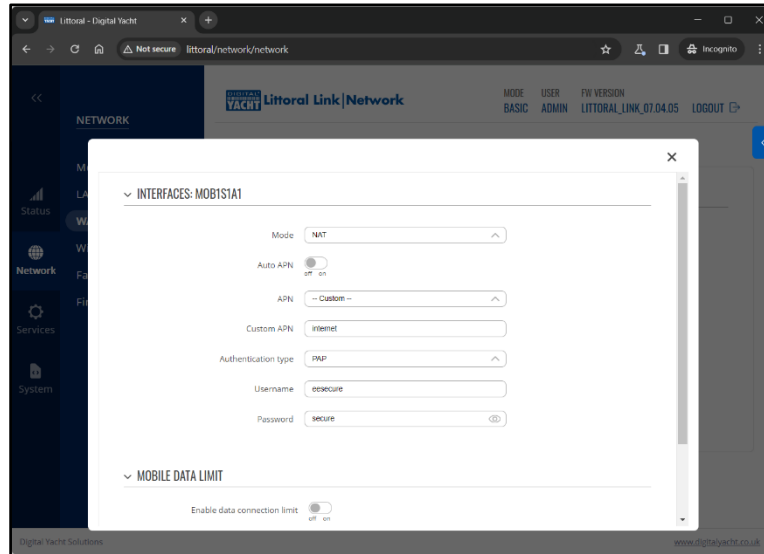 Littoral - Digital Yacht
Not secure littoral/network/network
Incognito
DIGITAL YACHT Littoral Link|Network
MODE USER FW VERSION
BASIC ADMIN LITTORAL_LINK_07.04.05 LOGOUT
NETWORK
Status
Network
Services
System
INTERFACES: MOB1S1A1
Mode NAT
Auto APN
off on
APN -- Custom --
Custom APN internet
Authentication type PAP
Username eesecure
Password secure
MOBILE DATA LIMIT
Enable data connection limit
off on
Digital Yacht Solutions www.digitalyacht.co.uk